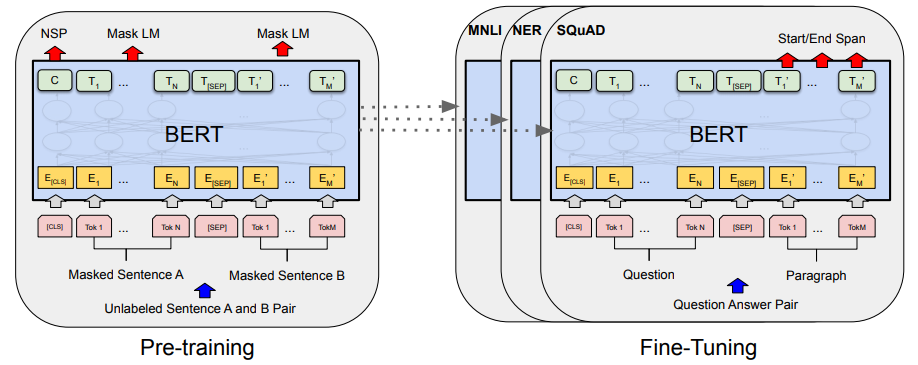 NSP Mask LM Mask LM
C T1 ... TN T[SEP] T1' ... TM'
BERT
E[CLS] E1 ... EN E[SEP] E1' ... EM'
[CLS] Tok 1 ... Tok N [SEP] Tok 1 ... TokM
Masked Sentence A Masked Sentence B
Unlabeled Sentence A and B Pair
Pre-training
MNLI NER SQuAD
Start/End Span
C T1 ... TN T[SEP] T1' ... TM'
BERT
E[CLS] E1 ... EN E[SEP] E1' ... EM'
[CLS] Tok 1 ... Tok N [SEP] Tok 1 ... TokM
Question Paragraph
Question Answer Pair
Fine-Tuning